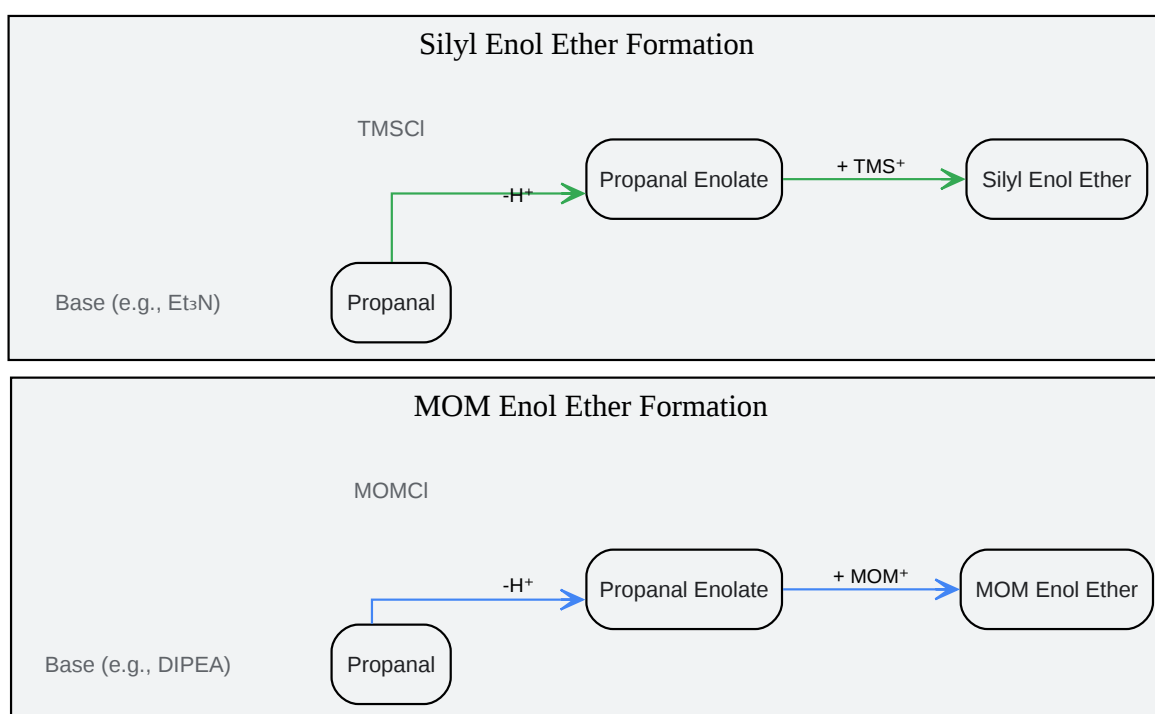 Silyl Enol Ether Formation
TMSCl
+ TMS⁺
Propanal Enolate
Silyl Enol Ether
-H⁺
Base (e.g., Et₃N)
Propanal
MOM Enol Ether Formation
MOMCl
-H⁺
+ MOM⁺
Propanal Enolate
MOM Enol Ether
Base (e.g., DIPEA)
Propanal